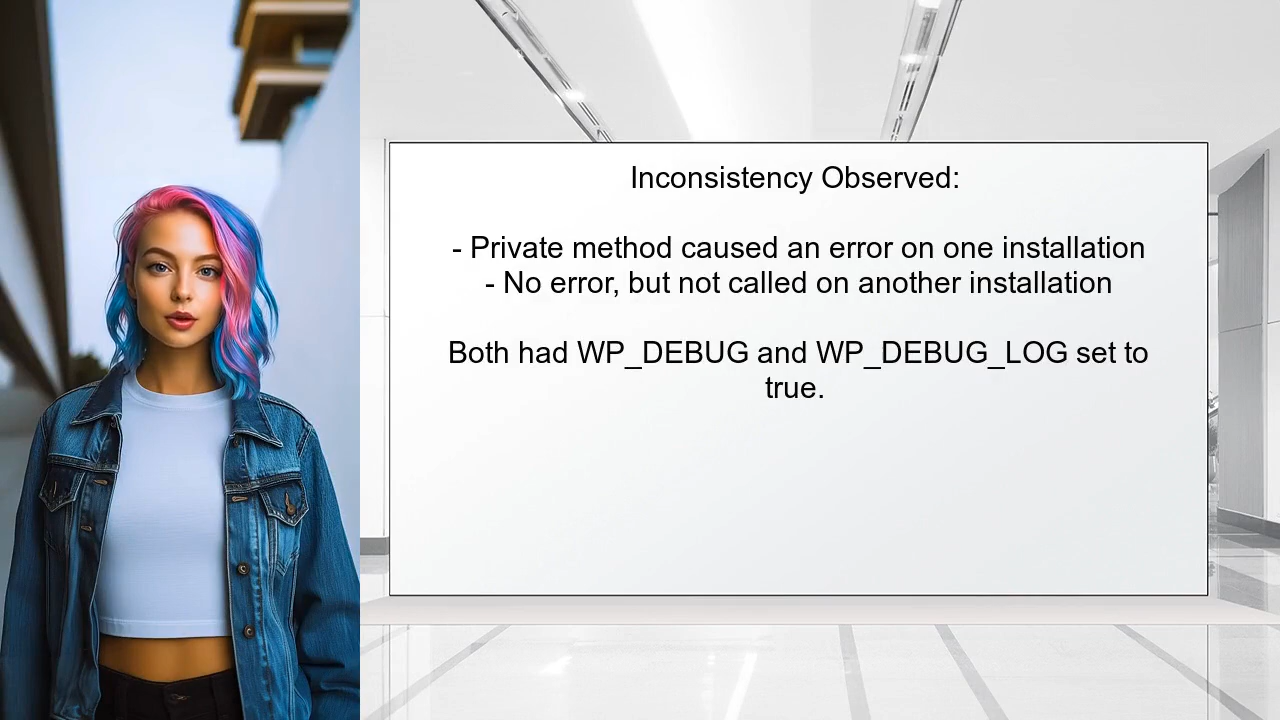 Inconsistency Observed:
- Private method caused an error on one installation
- No error, but not called on another installation
Both had WP_DEBUG and WP_DEBUG_LOG set to
true.